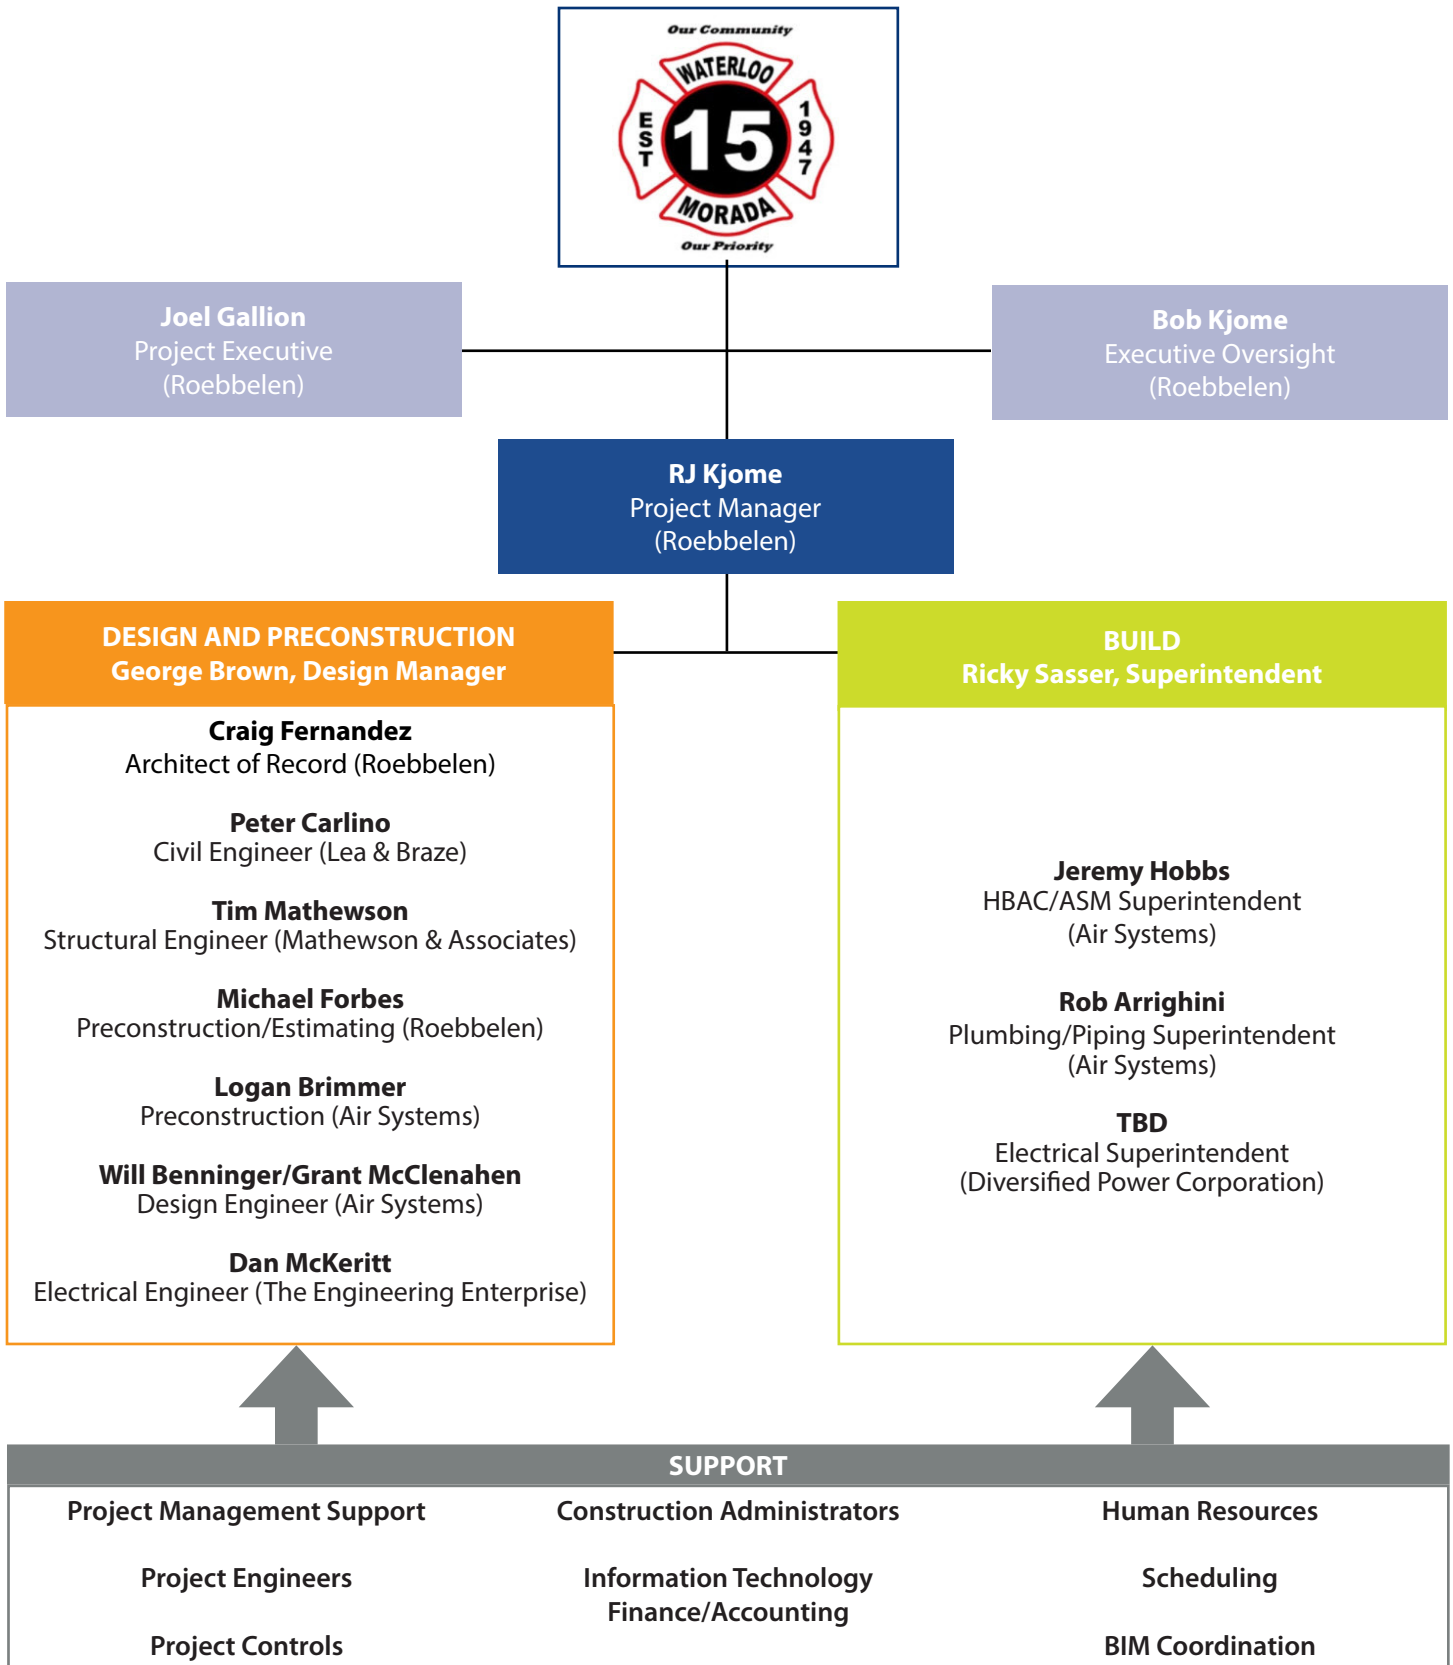 Our Community
WATERLOO
EST
15
1947
MORADA
Our Priority
Joel Gallion
Project Executive
(Roebbelen)
Bob Kjome
Executive Oversight
(Roebbelen)
RJ Kjome
Project Manager
(Roebbelen)
DESIGN AND PRECONSTRUCTION
George Brown, Design Manager
Craig Fernandez
Architect of Record (Roebbelen)
Peter Carlino
Civil Engineer (Lea & Braze)
Tim Mathewson
Structural Engineer (Mathewson & Associates)
Michael Forbes
Preconstruction/Estimating (Roebbelen)
Logan Brimmer
Preconstruction (Air Systems)
Will Benninger/Grant McClenahen
Design Engineer (Air Systems)
Dan McKeritt
Electrical Engineer (The Engineering Enterprise)
BUILD
Ricky Sasser, Superintendent
Jeremy Hobbs
HBAC/ASM Superintendent
(Air Systems)
Rob Arrighini
Plumbing/Piping Superintendent
(Air Systems)
TBD
Electrical Superintendent
(Diversified Power Corporation)
SUPPORT
Project Management Support
Project Engineers
Project Controls
Construction Administrators
Information Technology
Finance/Accounting
Human Resources
Scheduling
BIM Coordination